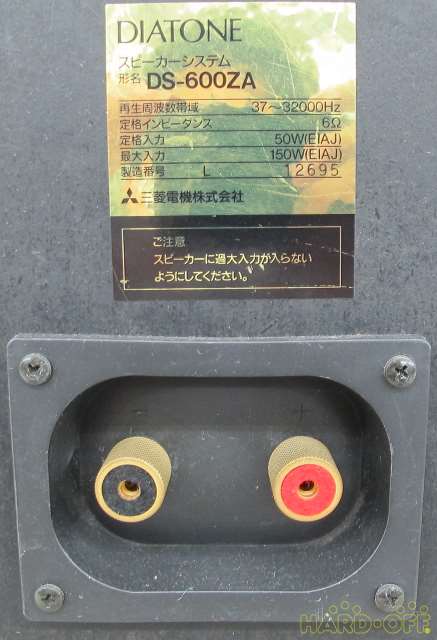 DIATONE
スピーカーシステム
形名 DS-600ZA
再生周波数帯域 37～32000Hz
定格インピーダンス 6Ω
定格入力 50W(EIAJ)
最大入力 150W(EIAJ)
製造番号 L 12695
三菱電機株式会社
ご注意
スピーカーに過大入力が入らない
ようにしてください。
+
HARD-OFF